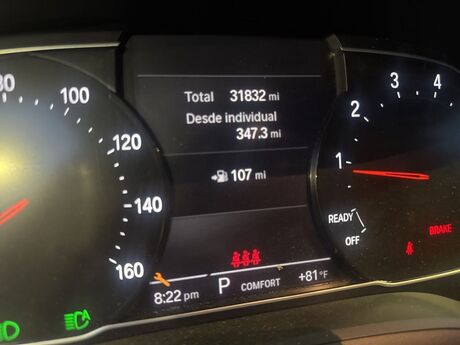 Total 31832 mi
Desde individual
347.3 mi
107 mi
80
100
120
140
160
1
2
3
4
READY
OFF
BRAKE
A
8:22 pm P COMFORT +81°F